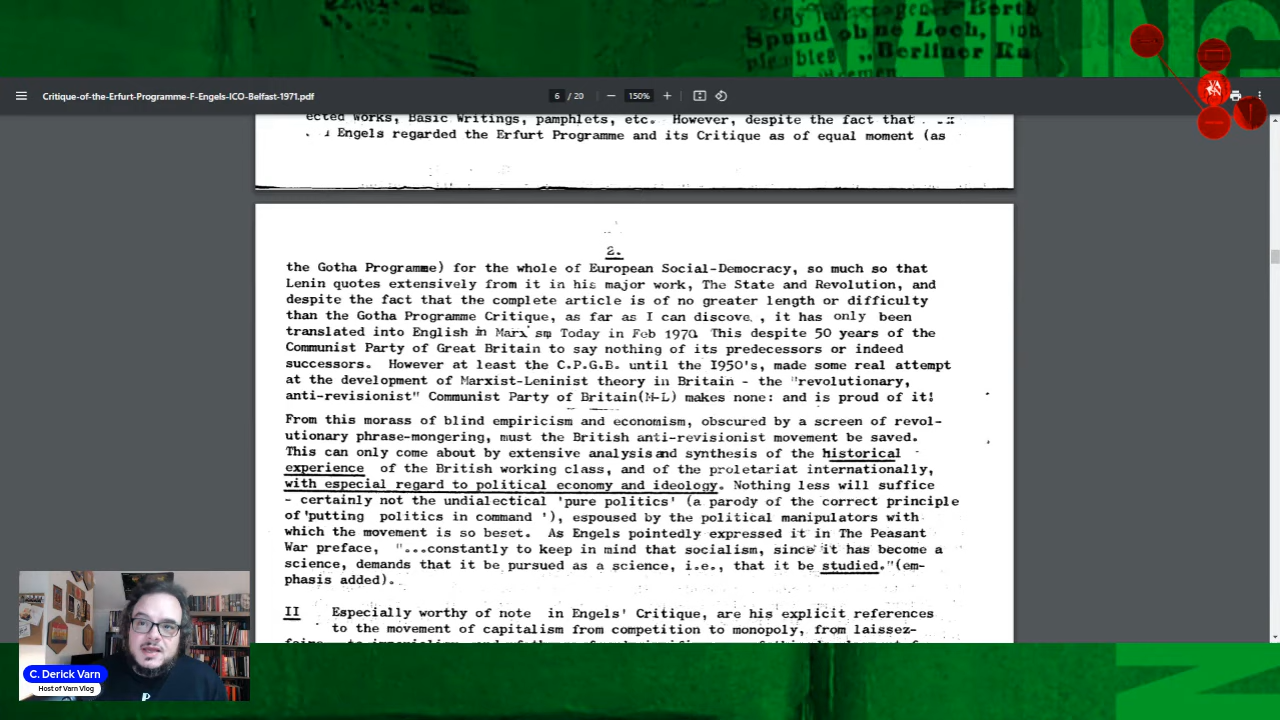 Spund ohne Loch,
"Berliner Ku
Critique-of-the-Erfurt-Programme-F-Engels-ICO-Belfast-1971.pdf
6 / 20
150%
ected Works, Basic Writings, pamphlets, etc. However, despite the fact that
Engels regarded the Erfurt Programme and its Critique as of equal moment (as
2.
the Gotha Programme) for the whole of European Social-Democracy, so much so that
Lenin quotes extensively from it in his major work, The State and Revolution, and
despite the fact that the complete article is of no greater length or difficulty
than the Gotha Programme Critique, as far as I can discove , it has only been
translated into English in Marx sm Today in Feb 1970 This despite 50 years of the
Communist Party of Great Britain to say nothing of its predecessors or indeed
successors. However at least the C.P.G.B. until the I950's, made some real attempt
at the development of Marxist-Leninist theory in Britain - the "revolutionary,
anti-revisionist" Communist Party of Britain(M-L) makes none: and is proud of it!
From this morass of blind empiricism and economism, obscured by a screen of revol-
utionary phrase-mongering, must the British anti-revisionist movement be saved.
This can only come about by extensive analysis and synthesis of the historical
experience of the British working class, and of the proletariat internationally,
with especial regard to political economy and ideology. Nothing less will suffice
- certainly not the undialectical 'pure politics' (a parody of the correct principle
of 'putting politics in command '), espoused by the political manipulators with
which the movement is so beset. As Engels pointedly expressed it in The Peasant
War preface, "...constantly to keep in mind that socialism, since it has become a
science, demands that it be pursued as a science, i.e., that it be studied."(em-
phasis added).
II Especially worthy of note in Engels' Critique, are his explicit references
to the movement of capitalism from competition to monopoly, from laissez-
C. Derick Varn
Host of Varn Vlog